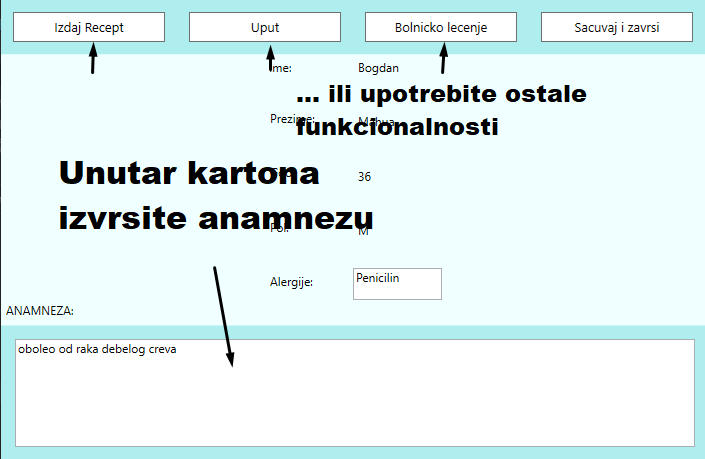 Izdaj Recept Uput Bolnicko lecenje Sacuvaj i zavrsi
Ime: Bogdan
... ili upotrebite ostale
Prezime:
funkcionalnosti
Unutar kartona
36
izvrsite anamnezu
Pol: M
Alergije: Penicilin
ANAMNEZA:
oboleo od raka debelog creva